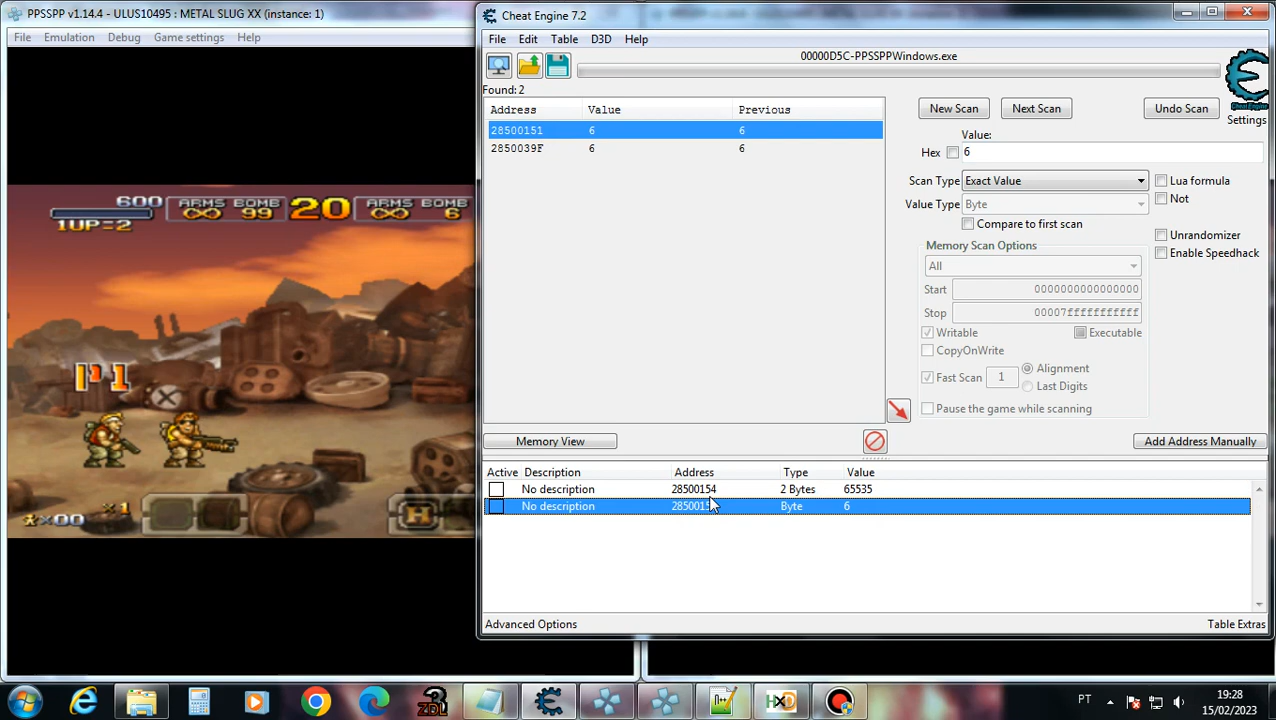 PPSSPP v1.14.4 - ULUS10495 : METAL SLUG XX (instance: 1)
File Emulation Debug Game settings Help
600
1UP=2
ARMS BOMB
∞ 99
20
ARMS BOMB
∞ 6
P1
×00
×1
H
Cheat Engine 7.2
File Edit Table D3D Help
00000D5C-PPSSPPWindows.exe
Found: 2
Address Value Previous
28500151 6 6
2850039F 6 6
New Scan Next Scan Undo Scan
Cheat Engine
Settings
Value:
Hex 6
Scan Type Exact Value
Lua formula
Not
Value Type Byte
Compare to first scan
Unrandomizer
Enable Speedhack
Memory Scan Options
All
Start 0000000000000000
Stop 00007fffffffffff
Writable Executable
CopyOnWrite
Fast Scan 1 Alignment
Last Digits
Pause the game while scanning
Memory View
Add Address Manually
Active Description Address Type Value
No description 28500154 2 Bytes 65535
No description Byte 6
Advanced Options
Table Extras
ZDL
HXD
PT
19:28
15/02/2023